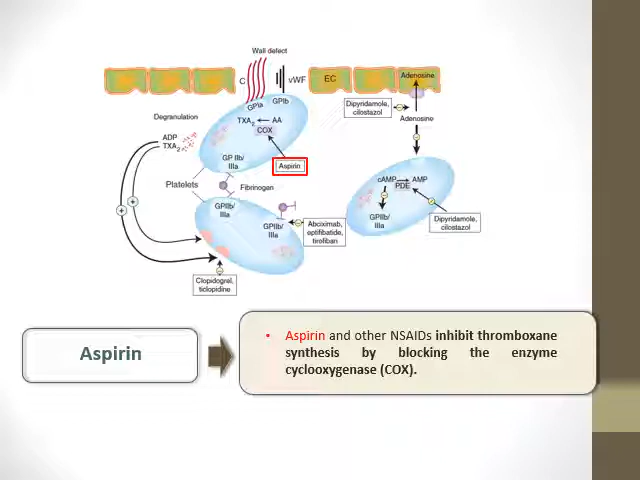 Wall defect
C
vWF
EC
Adenosine
GPIa
GPIb
Dipyridamole,
cilostazol
Degranulation
TXA2
AA
COX
Adenosine
ADP
TXA2
GP IIb/
IIIa
Aspirin
Platelets
Fibrinogen
cAMP
AMP
PDE
GPIIb/
IIIa
GPIIb/
IIIa
GPIIb/
IIIa
Abciximab,
eptifibatide,
tirofiban
Dipyridamole,
cilostazol
Clopidogrel,
ticlopidine
Aspirin
• Aspirin and other NSAIDs inhibit thromboxane
synthesis by blocking the enzyme
cyclooxygenase (COX).